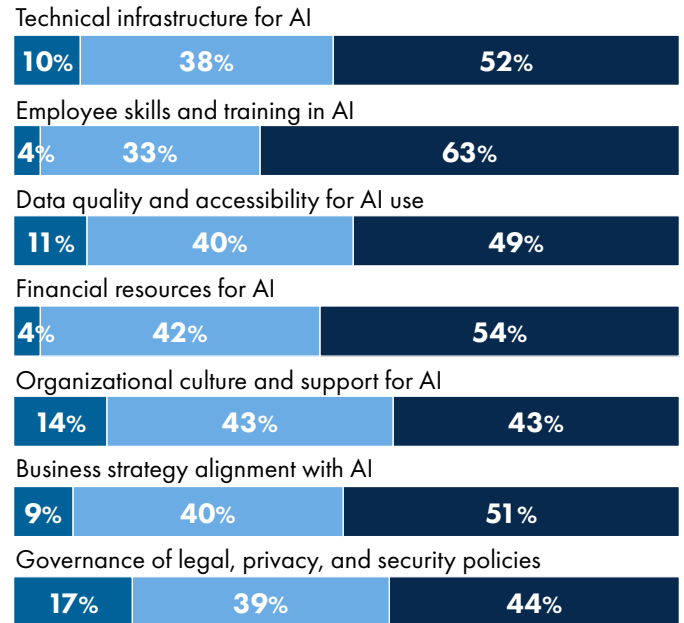 Technical infrastructure for AI
10% 38% 52%
Employee skills and training in AI
4% 33% 63%
Data quality and accessibility for AI use
11% 40% 49%
Financial resources for AI
4% 42% 54%
Organizational culture and support for AI
14% 43% 43%
Business strategy alignment with AI
9% 40% 51%
Governance of legal, privacy, and security policies
17% 39% 44%